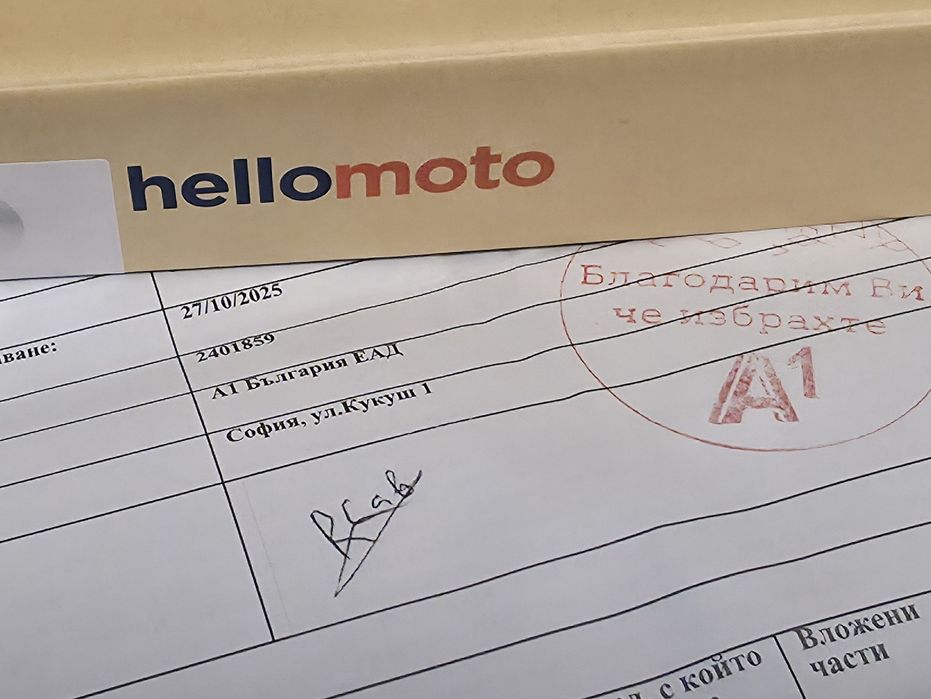 hellomoto
27/10/2025
ване:
2401859
А1 България ЕАД
София, ул.Кукуш 1
Благодарим Ви
че избрахте
A1
с който
Вложени
части